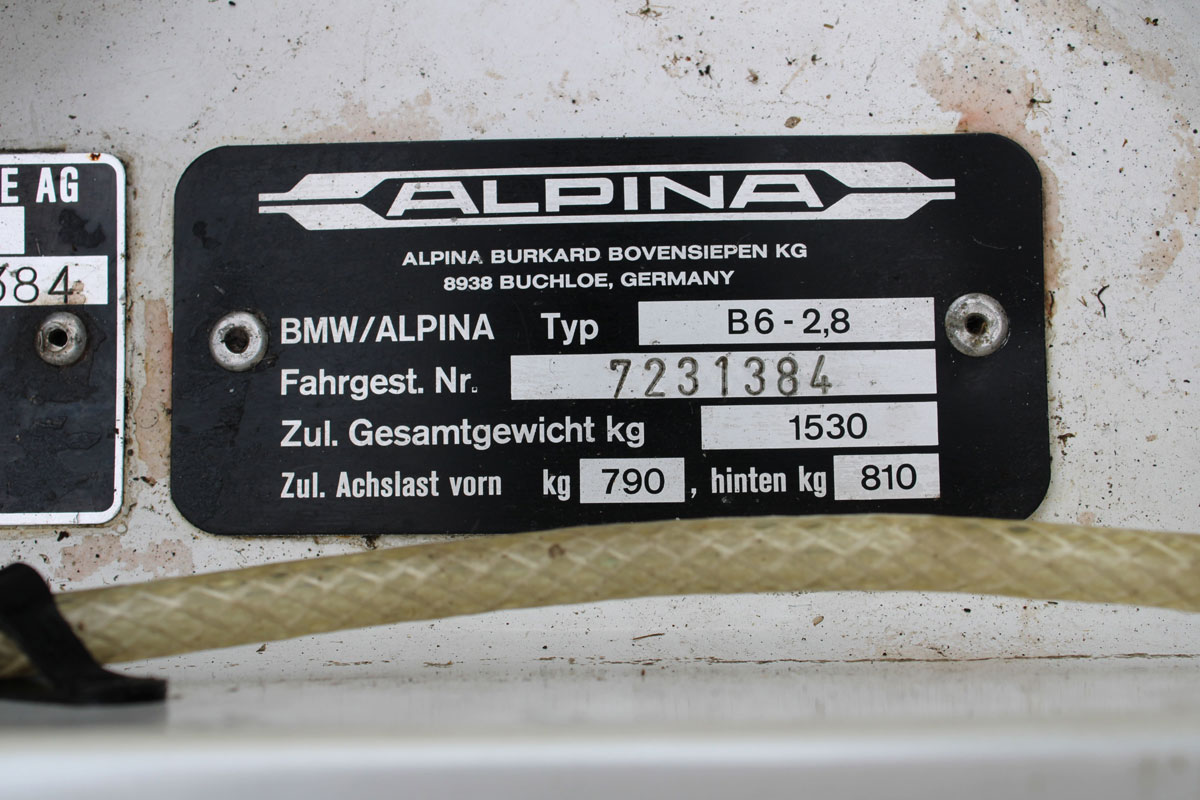 E AG
384
ALPINA
ALPINA BURKARD BOVENSIEPEN KG
8938 BUCHLOE, GERMANY
BMW/ALPINA Typ B6-2,8
Fahrgest. Nr. 7231384
Zul. Gesamtgewicht kg 1530
Zul. Achslast vorn kg 790, hinten kg 810